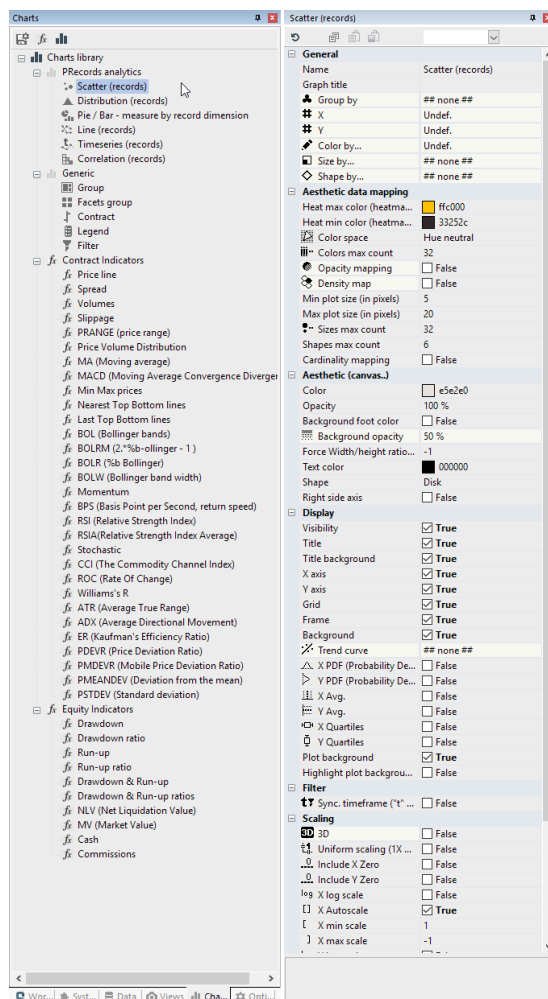 Charts
Charts library
PRecords analytics
Scatter (records)
Distribution (records)
Pie / Bar - measure by record dimension
Line (records)
Timeseries (records)
Correlation (records)
Generic
Group
Facets group
Contract
Legend
Filter
Contract Indicators
Price line
Spread
Volumes
Slippage
PRANGE (price range)
Price Volume Distribution
MA (Moving average)
MACD (Moving Average Convergence Diverger
Min Max prices
Nearest Top Bottom lines
Last Top Bottom lines
BOL (Bollinger bands)
BOLRM (2.*%b-ollinger - 1 )
BOLR (%b Bollinger)
BOLW (Bollinger band width)
Momentum
BPS (Basis Point per Second, return speed)
RSI (Relative Strength Index)
RSIA(Relative Strength Index Average)
Stochastic
CCI (The Commodity Channel Index)
ROC (Rate Of Change)
Williams's R
ATR (Average True Range)
ADX (Average Directional Movement)
ER (Kaufman's Efficiency Ratio)
PDEVR (Price Deviation Ratio)
PMDEVR (Mobile Price Deviation Ratio)
PMEANDEV (Deviation from the mean)
PSTDEV (Standard deviation)
Equity Indicators
Drawdown
Drawdown ratio
Run-up
Run-up ratio
Drawdown & Run-up
Drawdown & Run-up ratios
NLV (Net Liquidation Value)
MV (Market Value)
Cash
Commissions
Wor... Syst... Data Views Cha... Opti...
Scatter (records)
General
Name Scatter (records)
Graph title
Group by ## none ##
X Undef.
Y Undef.
Color by... Undef.
Size by... ## none ##
Shape by... ## none ##
Aesthetic data mapping
Heat max color (heatma... ffc000
Heat min color (heatma... 33252c
Color space Hue neutral
Colors max count 32
Opacity mapping False
Density map False
Min plot size (in pixels) 5
Max plot size (in pixels) 20
Sizes max count 32
Shapes max count 6
Cardinality mapping False
Aesthetic (canvas..)
Color e5e2e0
Opacity 100 %
Background foot color False
Background opacity 50 %
Force Width/height ratio... -1
Text color 000000
Shape Disk
Right side axis False
Display
Visibility True
Title True
Title background True
X axis True
Y axis True
Grid True
Frame True
Background True
Trend curve ## none ##
X PDF (Probability De... False
Y PDF (Probability De... False
X Avg. False
Y Avg. False
X Quartiles False
Y Quartiles False
Plot background True
Highlight plot backgrou... False
Filter
Sync. timeframe ("t" ... False
Scaling
3D 3D False
Uniform scaling (1X ... False
Include X Zero False
Include Y Zero False
log X log scale False
X Autoscale True
X min scale 1
X max scale -1